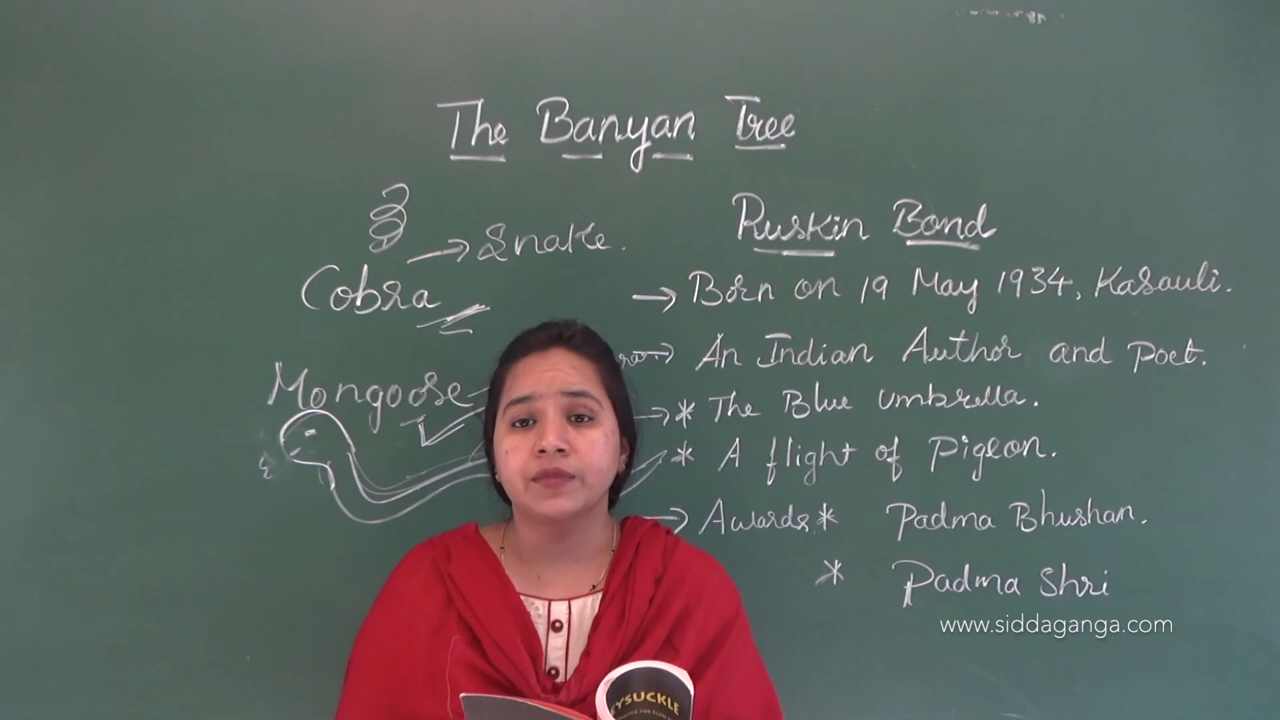 The Banyan Tree
→ Snake.
Cobra
Mongoose
Ruskin Bond
→ Born on 19 May 1934, Kasauli.
→ An Indian Author and poet.
→ * The Blue umbrella.
* A flight of Pigeon.
→ Awards * Padma Bhushan.
* Padma Shri
www.siddaganga.com
EYSUCKLE